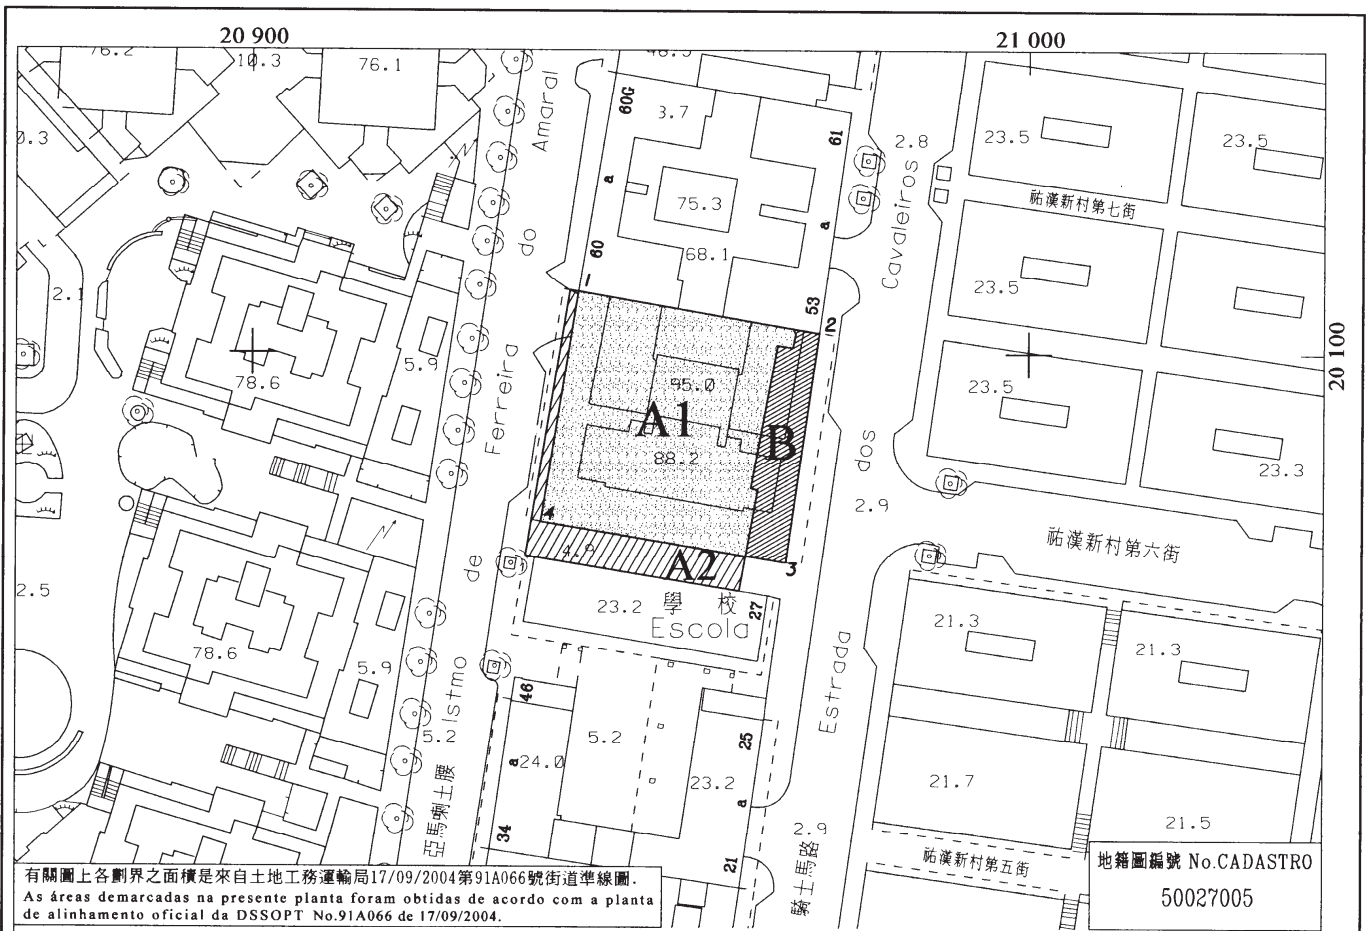 20 900
21 000
76.2
10.3
76.1
0.3
Amaral
60G
3.7
61
2.8
23.5
23.5
祐漢新村第七街
a
75.3
a
Cavaleiros
do
60
68.1
23.5
2.1
1
53
2
20 100
78.6
5.9
Ferreira
95.0
A1
B
23.5
88.2
dos
23.3
2.9
4
祐漢新村第六街
4.9
A2
3
de
2.5
23.2
學 校
27
Escola
21.3
21.3
78.6
5.9
Istmo
46
Estrada
5.2
5.2
25
a
24.0
23.2
21.7
a
亞馬喇土腰
34
21
2.9
21.5
騎士馬路
祐漢新村第五街
有關圖上各劃界之面積是來自土地工務運輸局17/09/2004第91A066號街道準線圖.
As áreas demarcadas na presente planta foram obtidas de acordo com a planta
de alinhamento oficial da DSSOPT No.91A066 de 17/09/2004.
地籍圖編號 No.CADASTRO
50027005